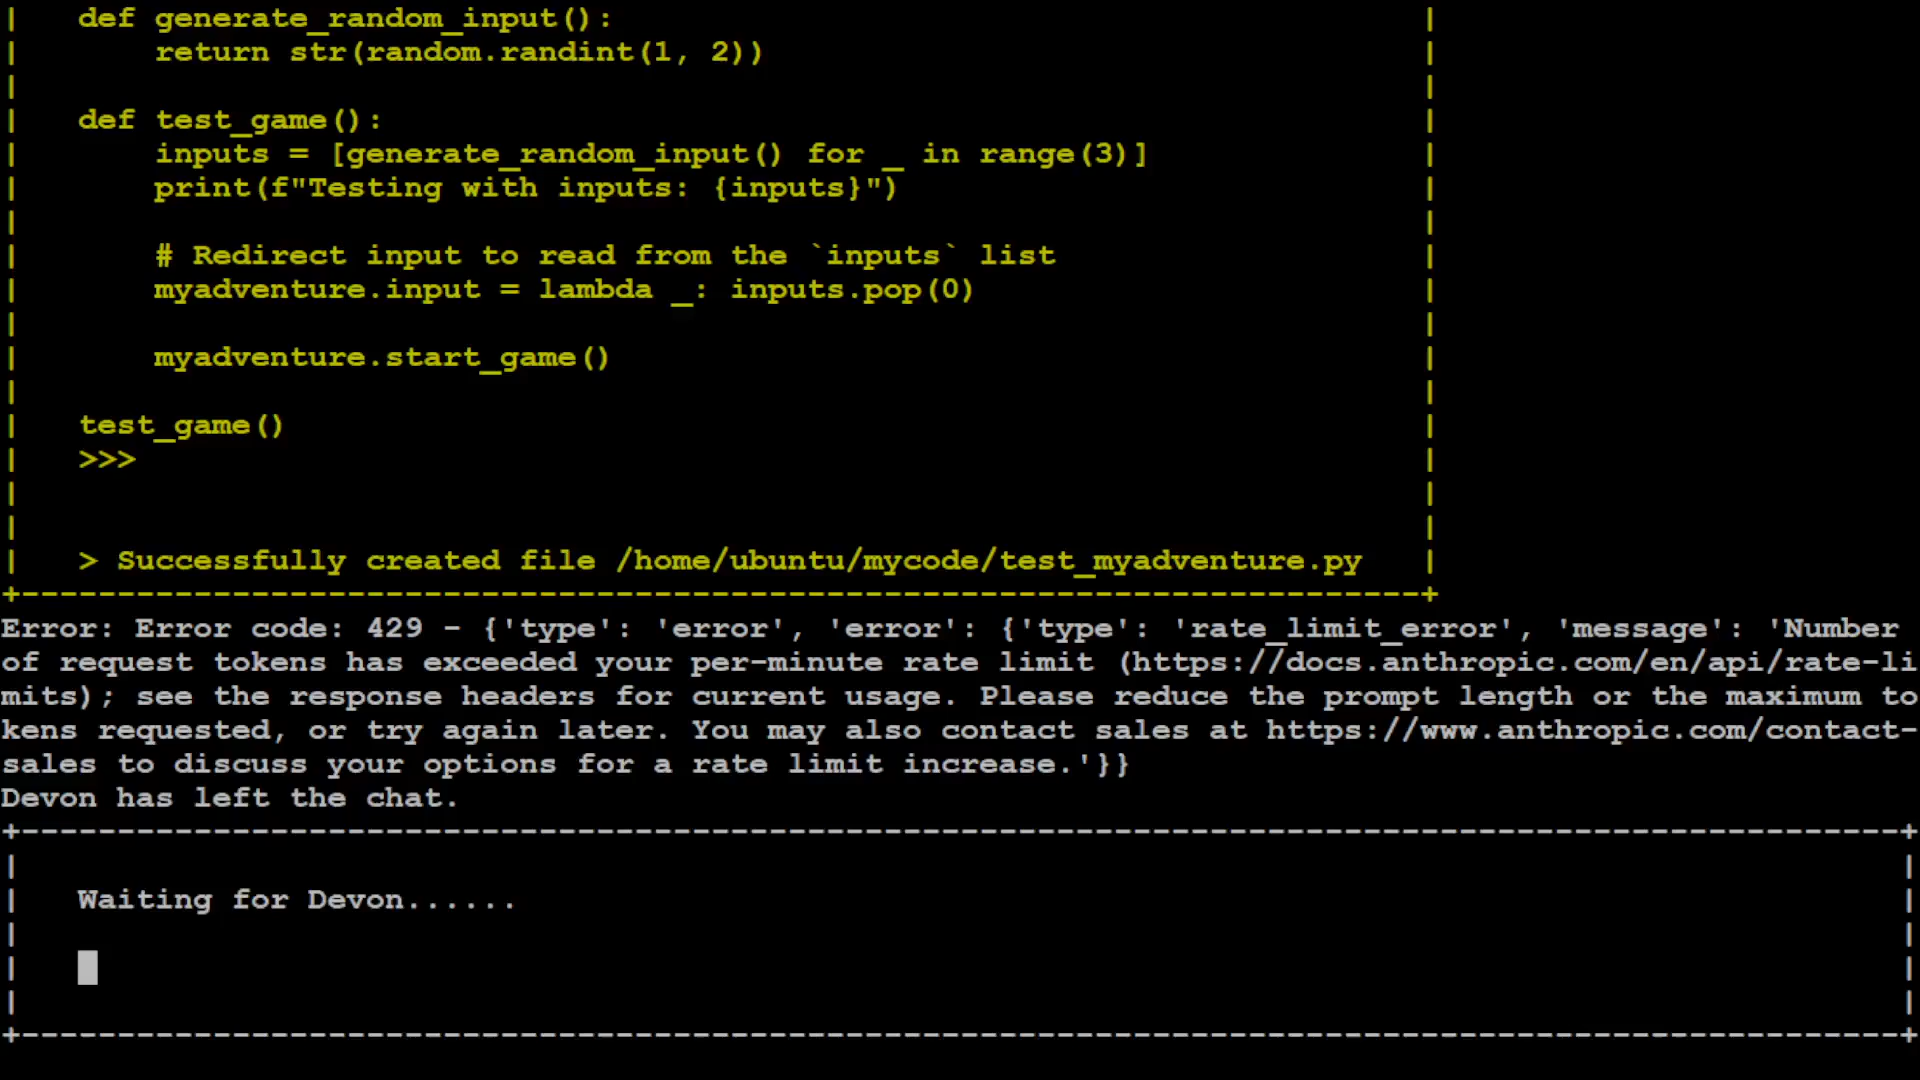 def generate_random_input():
return str(random.randint(1, 2))
def test_game():
inputs = [generate_random_input() for _ in range(3)]
print(f"Testing with inputs: {inputs}")
# Redirect input to read from the `inputs` list
myadventure.input = lambda _: inputs.pop(0)
myadventure.start_game()
test_game()
>>>
> Successfully created file /home/ubuntu/mycode/test_myadventure.py
Error: Error code: 429 - {'type': 'error', 'error': {'type': 'rate_limit_error', 'message': 'Number
of request tokens has exceeded your per-minute rate limit (https://docs.anthropic.com/en/api/rate-li
mits); see the response headers for current usage. Please reduce the prompt length or the maximum to
kens requested, or try again later. You may also contact sales at https://www.anthropic.com/contact-
sales to discuss your options for a rate limit increase.'}}
Devon has left the chat.
Waiting for Devon......